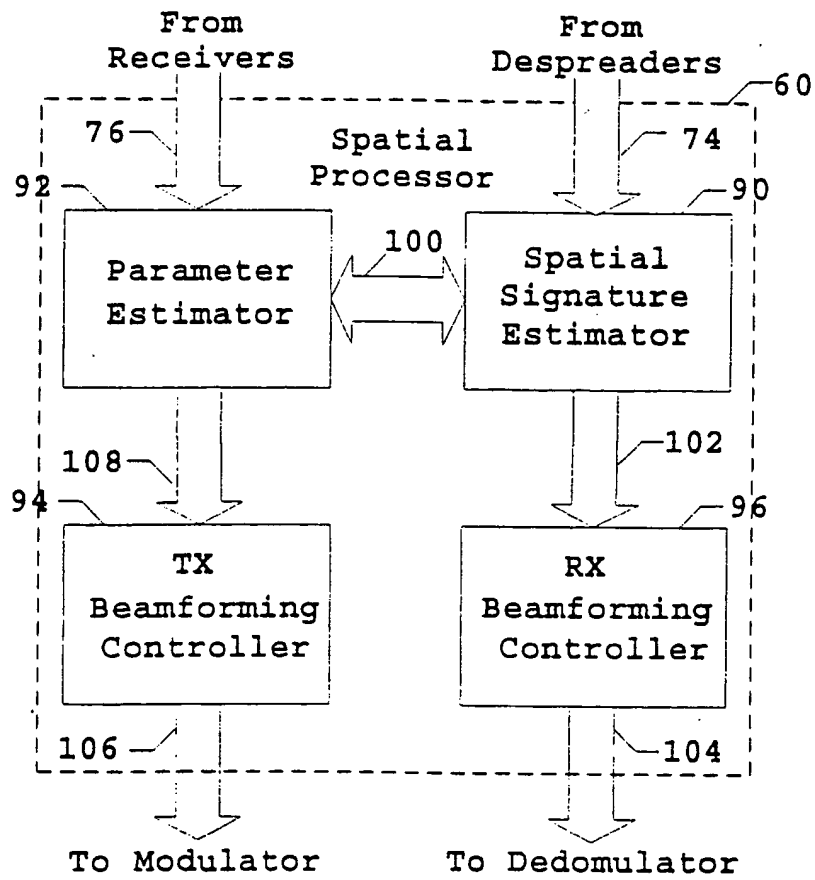 From
Receivers
From
Despreaders
60
76
Spatial
Processor
74
92
90
Parameter
Estimator
100
Spatial
Signature
Estimator
108
102
94
96
TX
Beamforming
Controller
RX
Beamforming
Controller
106
104
To Modulator
To Dedomulator